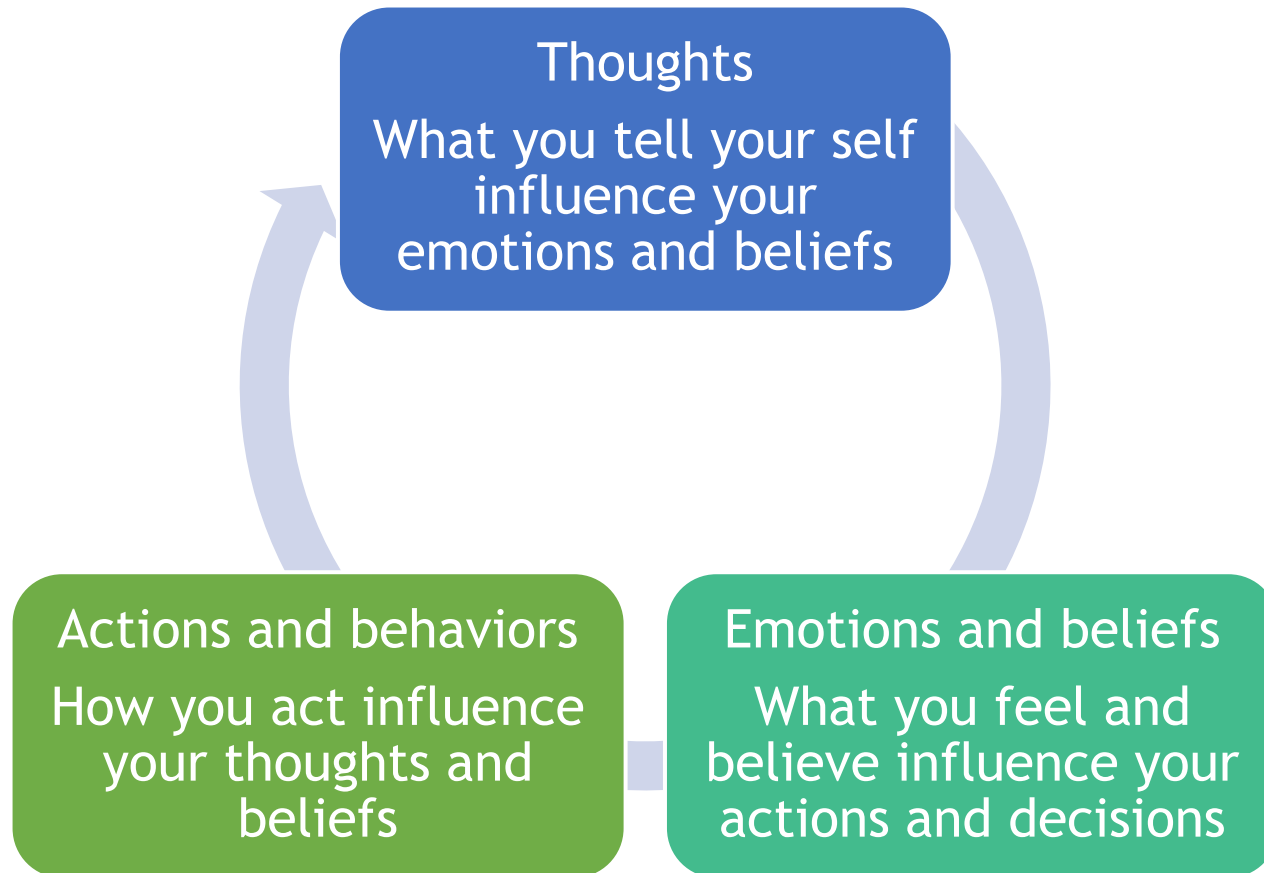 Thoughts
What you tell your self
influence your
emotions and beliefs
Actions and behaviors
How you act influence
your thoughts and
beliefs
Emotions and beliefs
What you feel and
believe influence your
actions and decisions